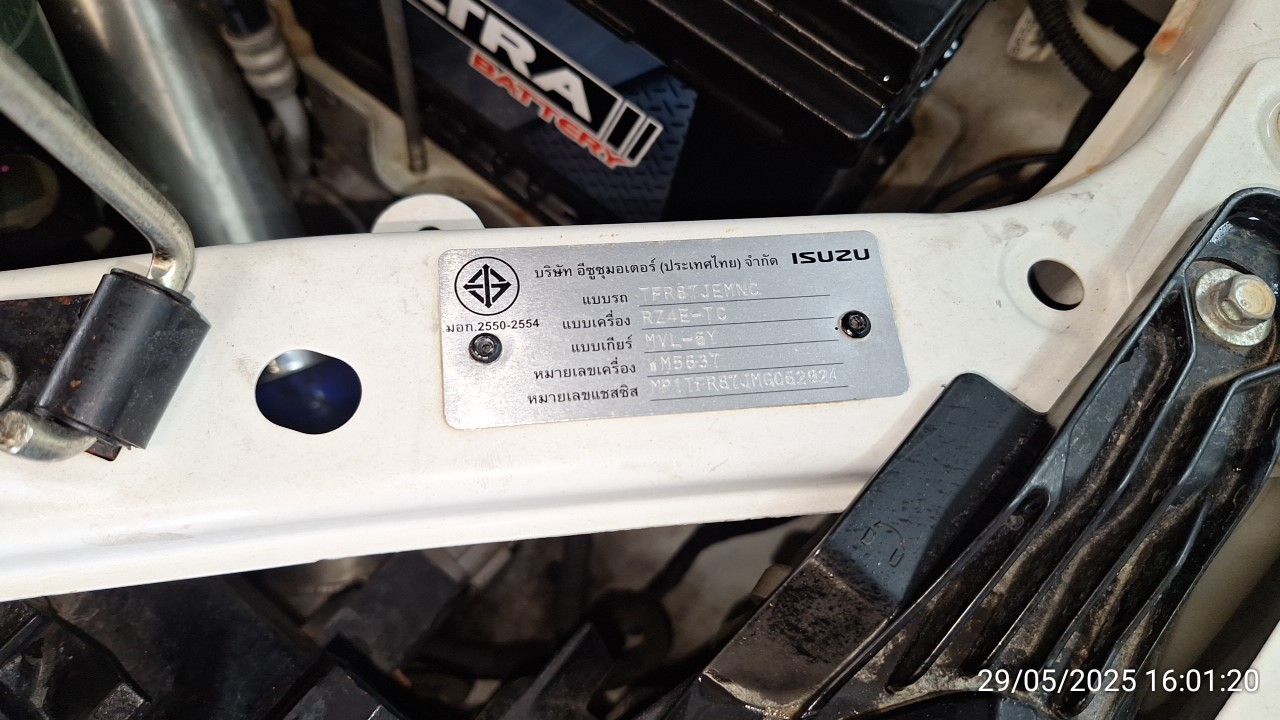 TRA
BATTERY
บริษัท อีซูซุมอเตอร์ (ประเทศไทย) จำกัด ISUZU
มอก.2550-2554
แบบรถ TFR87JEMNC
แบบเครื่อง RZ4E-TC
แบบเกียร์ MVL-6Y
หมายเลขเครื่อง WM5537
หมายเลขแชสซิส MP1TFR87JMG062924
29/05/2025 16:01:20